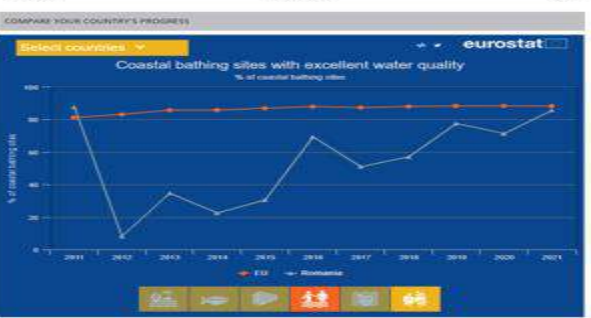 COMPARE YOUR COUNTRY'S PROGRESS
Select countries
eurostat
Coastal bathing sites with excellent water quality
% of coastal bathing sites
% of coastal bathing sites
100
80
60
40
20
0
2011 2012 2013 2014 2015 2016 2017 2018 2019 2020 2021
EU Romania